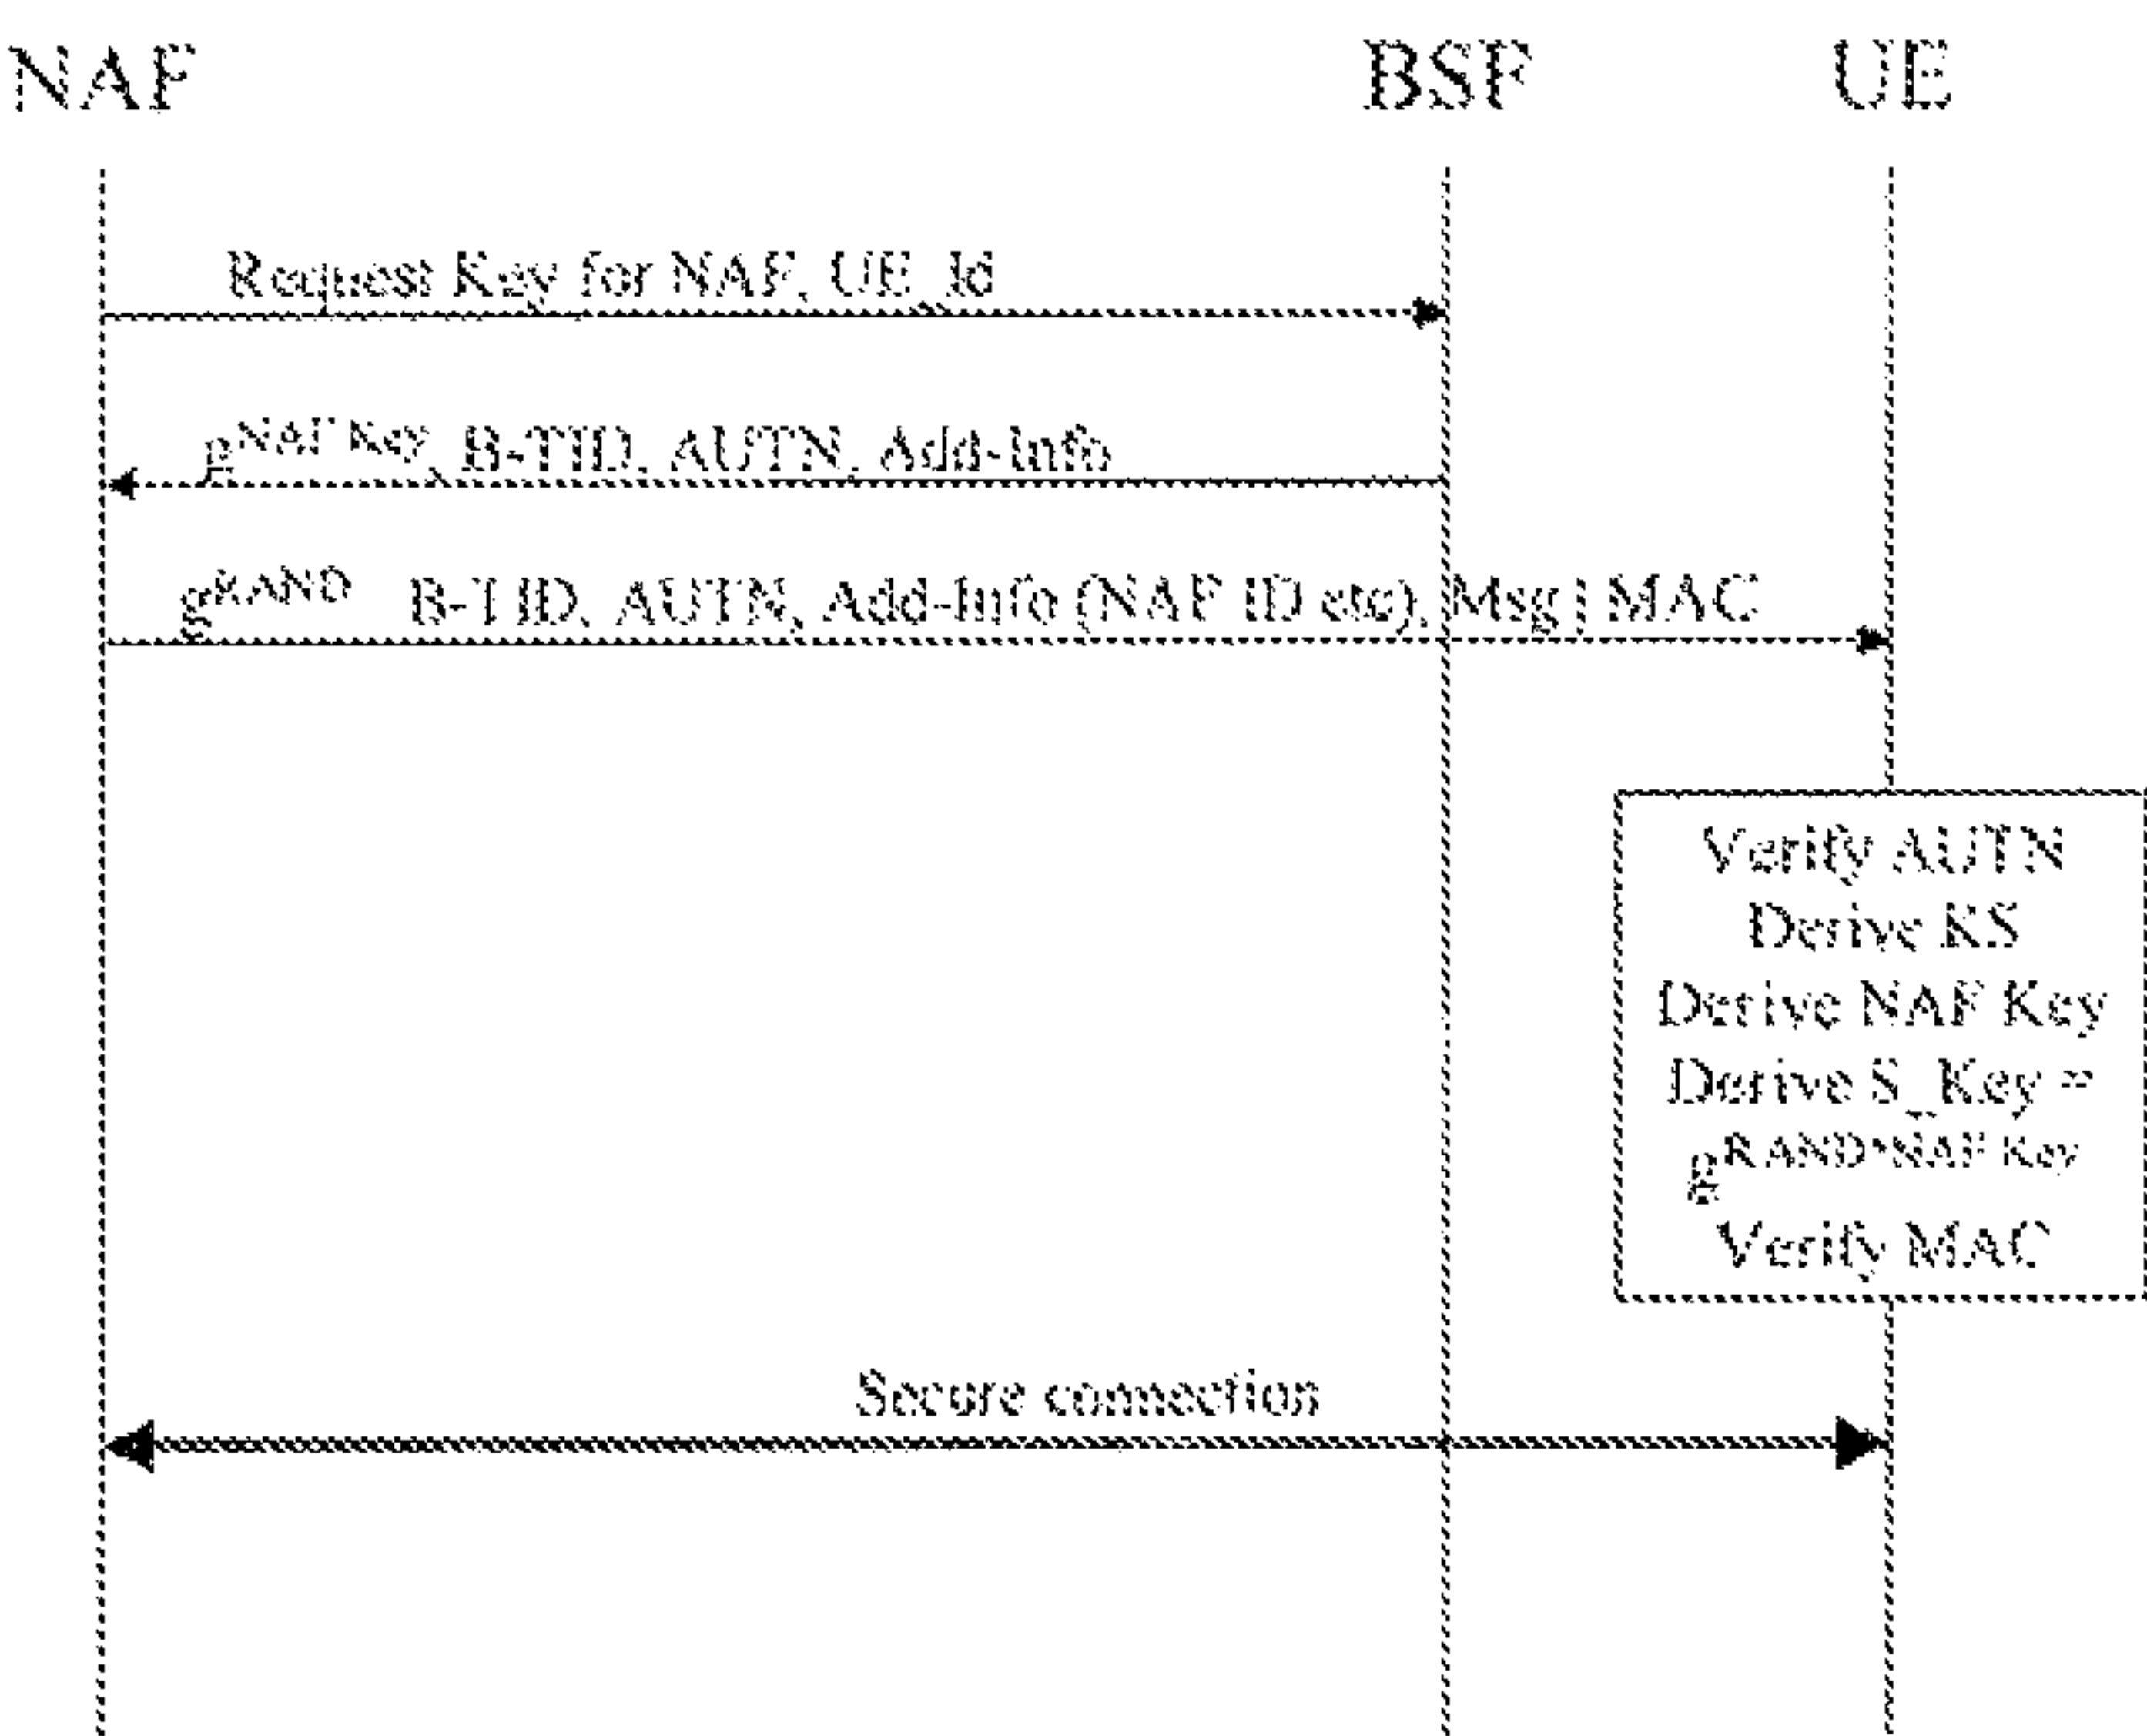 NAF BSF UE
Request Key for NAF, UE_Id
g^NAF Key, B-TID, AUTN, Add-Info
g^RAND B-TID, AUTN, Add-Info (NAF ID etc), Msg | MAC
Verify AUTN
Derive KS
Derive NAF Key
Derive S_Key =
g^RAND*NAF Key
Verify MAC
Secure connection